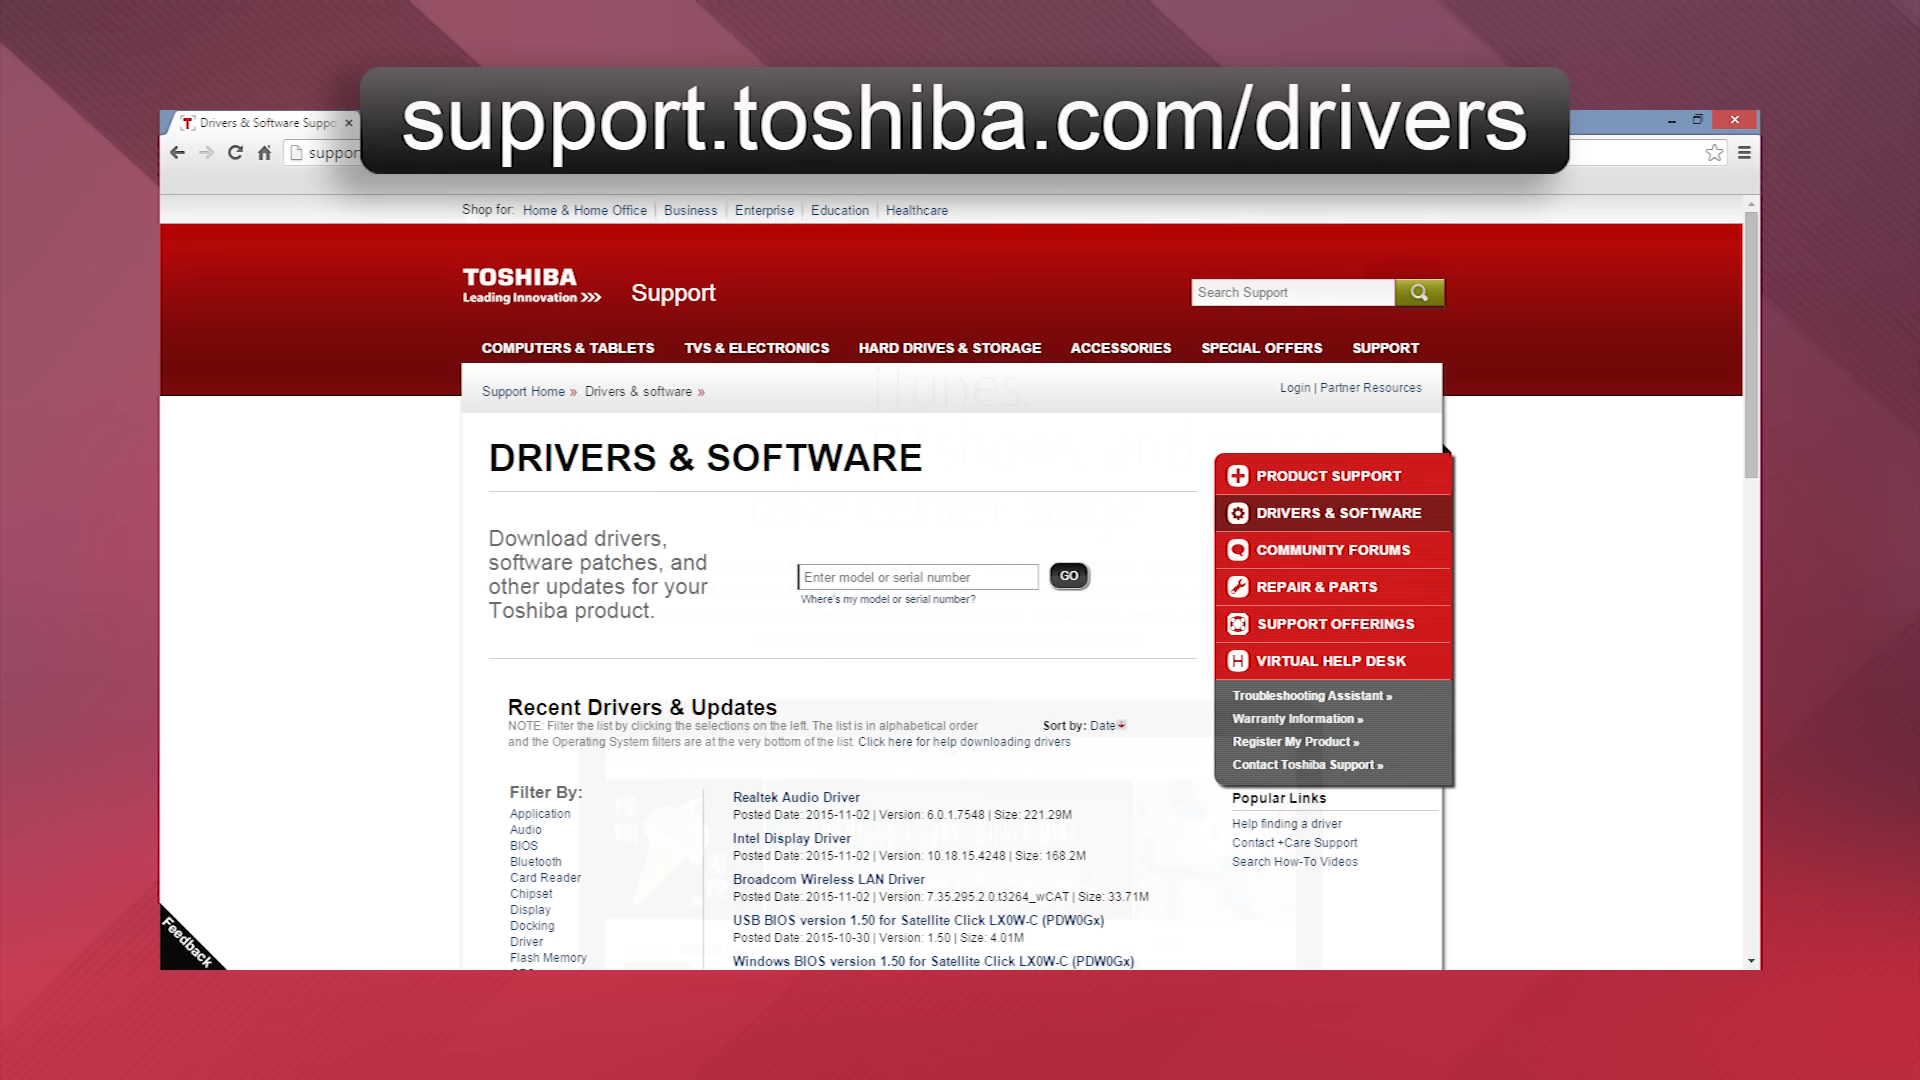 support.toshiba.com/drivers
Drivers & Software Suppo
suppor
Shop for: Home & Home Office | Business | Enterprise | Education | Healthcare
TOSHIBA
Leading Innovation >>>
Support
Search Support
COMPUTERS & TABLETS TVS & ELECTRONICS HARD DRIVES & STORAGE ACCESSORIES SPECIAL OFFERS SUPPORT
Support Home » Drivers & software »
Login | Partner Resources
iTunes.
DRIVERS & SOFTWARE
Download drivers,
software patches, and
other updates for your
Toshiba product.
Enter model or serial number
GO
Where's my model or serial number?
PRODUCT SUPPORT
DRIVERS & SOFTWARE
COMMUNITY FORUMS
REPAIR & PARTS
SUPPORT OFFERINGS
VIRTUAL HELP DESK
Troubleshooting Assistant »
Warranty Information »
Register My Product »
Contact Toshiba Support »
Popular Links
Help finding a driver
Contact +Care Support
Search How-To Videos
Recent Drivers & Updates
NOTE: Filter the list by clicking the selections on the left. The list is in alphabetical order
and the Operating System filters are at the very bottom of the list. Click here for help downloading drivers
Sort by: Date
Filter By:
Application
Audio
BIOS
Bluetooth
Card Reader
Chipset
Display
Docking
Driver
Flash Memory
Realtek Audio Driver
Posted Date: 2015-11-02 | Version: 6.0.1.7548 | Size: 221.29M
Intel Display Driver
Posted Date: 2015-11-02 | Version: 10.18.15.4248 | Size: 168.2M
Broadcom Wireless LAN Driver
Posted Date: 2015-11-02 | Version: 7.35.295.2.0.t3264_wCAT | Size: 33.71M
USB BIOS version 1.50 for Satellite Click LX0W-C (PDW0Gx)
Posted Date: 2015-10-30 | Version: 1.50 | Size: 4.01M
Windows BIOS version 1.50 for Satellite Click LX0W-C (PDW0Gx)
Feedback